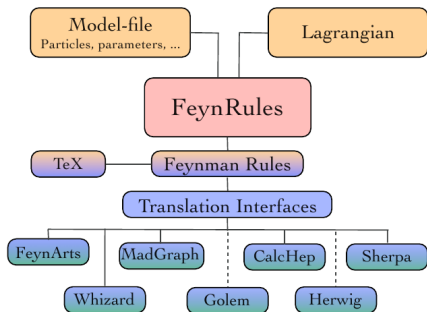 Model-file
Particles, parameters, ...
Lagrangian
FeynRules
TeX
Feynman Rules
Translation Interfaces
FeynArts
MadGraph
CalcHep
Sherpa
Whizard
Golem
Herwig